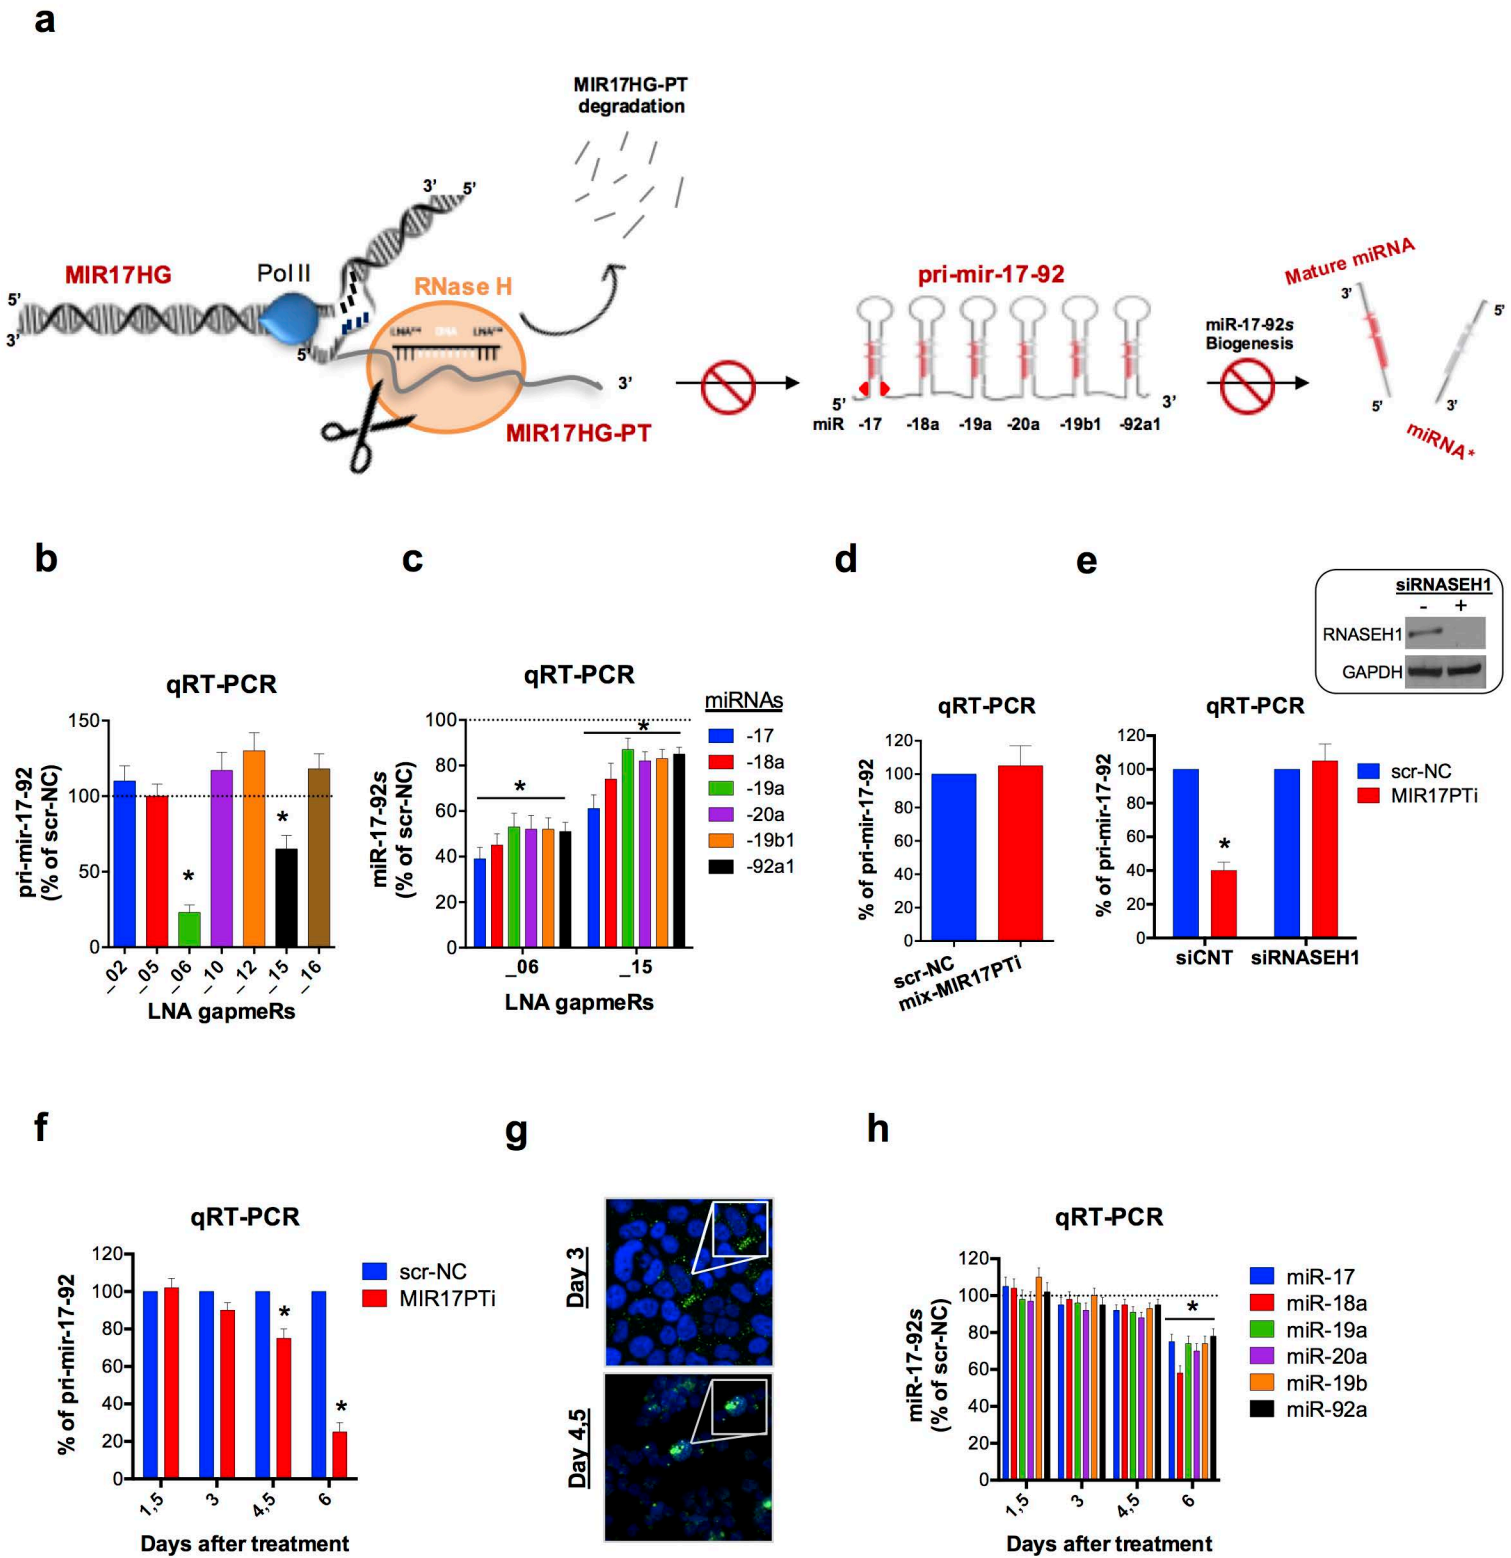 a
MIR17HG-PT
degradation
3’ 5’
MIR17HG
Pol II
RNase H
5’
3’
5’
LNA DNA LNA
3’
MIR17HG-PT
pri-mir-17-92
5’ 3’
miR -17 -18a -19a -20a -19b1 -92a1
miR-17-92s
Biogenesis
Mature miRNA
3’ 5’
5’ 3’
miRNA*
b
qRT-PCR
pri-mir-17-92
(% of scr-NC)
150
100
50
0
*
*
_02 _05 _06 _10 _12 _15 _16
LNA gapmeRs
c
qRT-PCR
miR-17-92s
(% of scr-NC)
100
80
60
40
20
0
*
*
_06 _15
LNA gapmeRs
miRNAs
-17
-18a
-19a
-20a
-19b1
-92a1
d
qRT-PCR
% of pri-mir-17-92
120
100
80
60
40
20
0
scr-NC
mix-MIR17PTi
e
siRNASEH1
- +
RNASEH1
GAPDH
qRT-PCR
% of pri-mir-17-92
120
100
80
60
40
20
0
*
siCNT siRNASEH1
scr-NC
MIR17PTi
f
qRT-PCR
% of pri-mir-17-92
120
100
80
60
40
20
0
*
*
1,5 3 4,5 6
Days after treatment
scr-NC
MIR17PTi
g
Day 3
Day 4,5
h
qRT-PCR
miR-17-92s
(% of scr-NC)
120
100
80
60
40
20
0
*
1,5 3 4,5 6
Days after treatment
miR-17
miR-18a
miR-19a
miR-20a
miR-19b
miR-92a